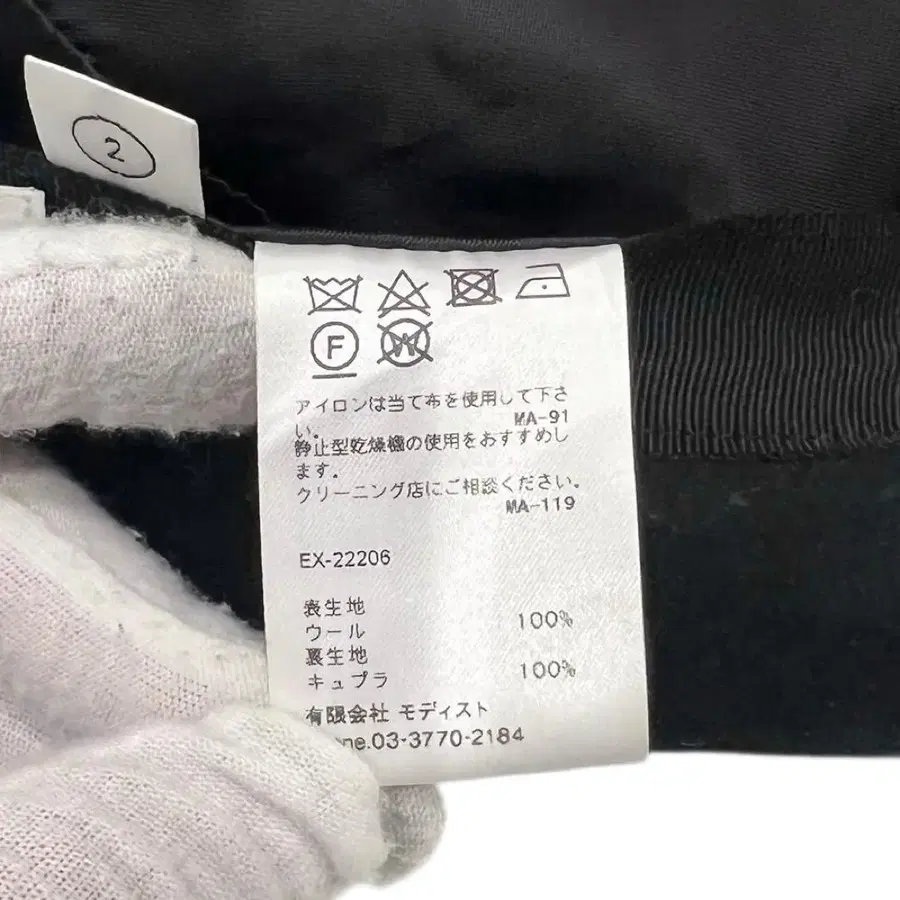 2
F
W
アイロンは当て布を使用して下さ
い。 MA-91
静止型乾燥機の使用をおすすめし
ます。
クリーニング店にご相談ください。
MA-119
EX-22206
表生地
ウール 100%
裏生地
キュプラ 100%
有限会社 モディスト
03-3770-2184